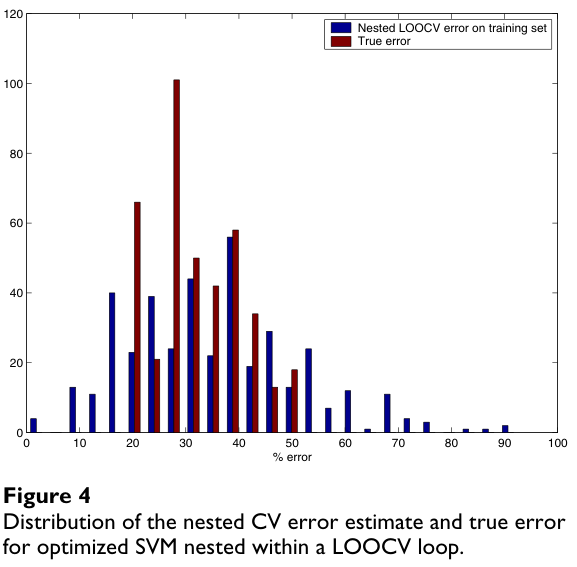 120
100
80
60
40
20
0
0 10 20 30 40 50 60 70 80 90 100
% error
Nested LOOCV error on training set
True error
Figure 4
Distribution of the nested CV error estimate and true error
for optimized SVM nested within a LOOCV loop.